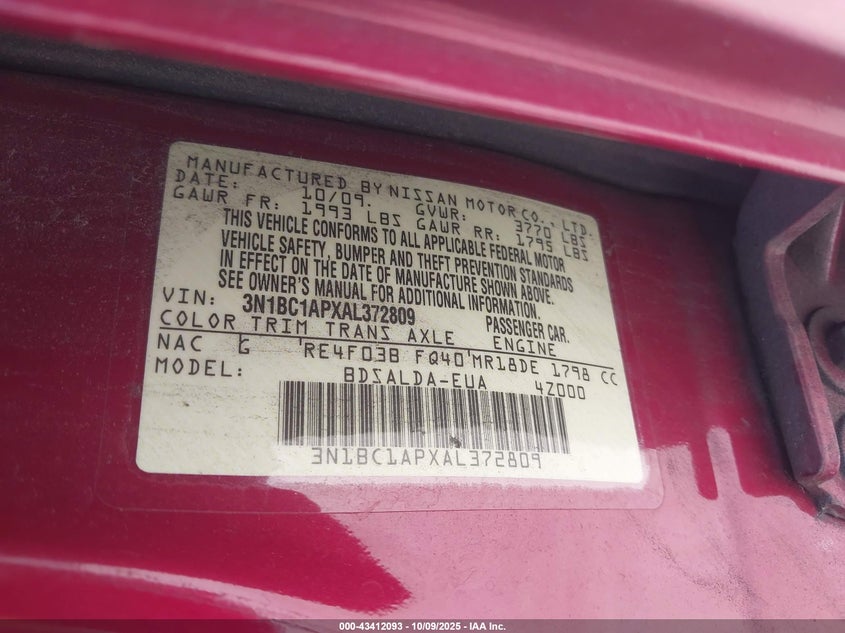 MANUFACTURED BY NISSAN MOTOR CO., LTD.
DATE: 10/09. GVWR: 3770 LBS
GAWR FR: 1993 LBS GAWR RR: 1795 LBS
THIS VEHICLE CONFORMS TO ALL APPLICABLE FEDERAL MOTOR
VEHICLE SAFETY, BUMPER AND THEFT PREVENTION STANDARDS
IN EFFECT ON THE DATE OF MANUFACTURE SHOWN ABOVE.
SEE OWNER'S MANUAL FOR ADDITIONAL INFORMATION.
VIN: 3N1BC1APXAL372809 PASSENGER CAR.
COLOR TRIM TRANS AXLE ENGINE
NAC G RE4F03B FQ40 MR18DE 1798 CC
MODEL: BDSALDA-EUA 4Z000
3N1BC1APXAL372809
000-43412093 - 10/09/2025 - IAA Inc.